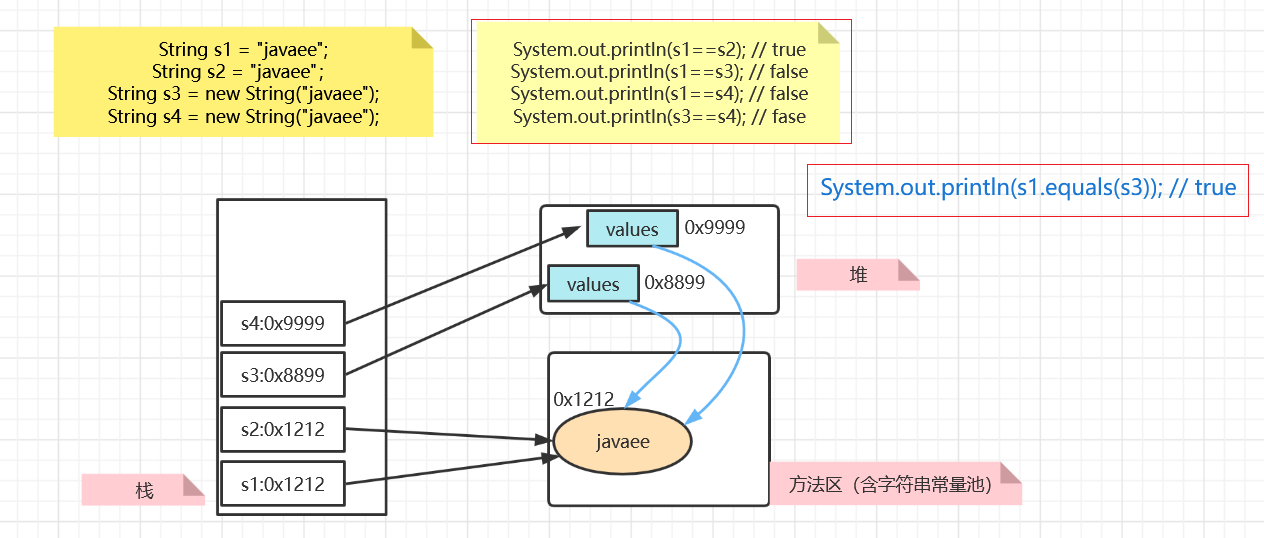 String s1 = "javaee";
String s2 = "javaee";
String s3 = new String("javaee");
String s4 = new String("javaee");
System.out.println(s1==s2); // true
System.out.println(s1==s3); // false
System.out.println(s1==s4); // false
System.out.println(s3==s4); // fase
System.out.println(s1.equals(s3)); // true
values
0x9999
values
0x8899
堆
s4:0x9999
s3:0x8899
s2:0x1212
s1:0x1212
栈
0x1212
javaee
方法区（含字符串常量池）